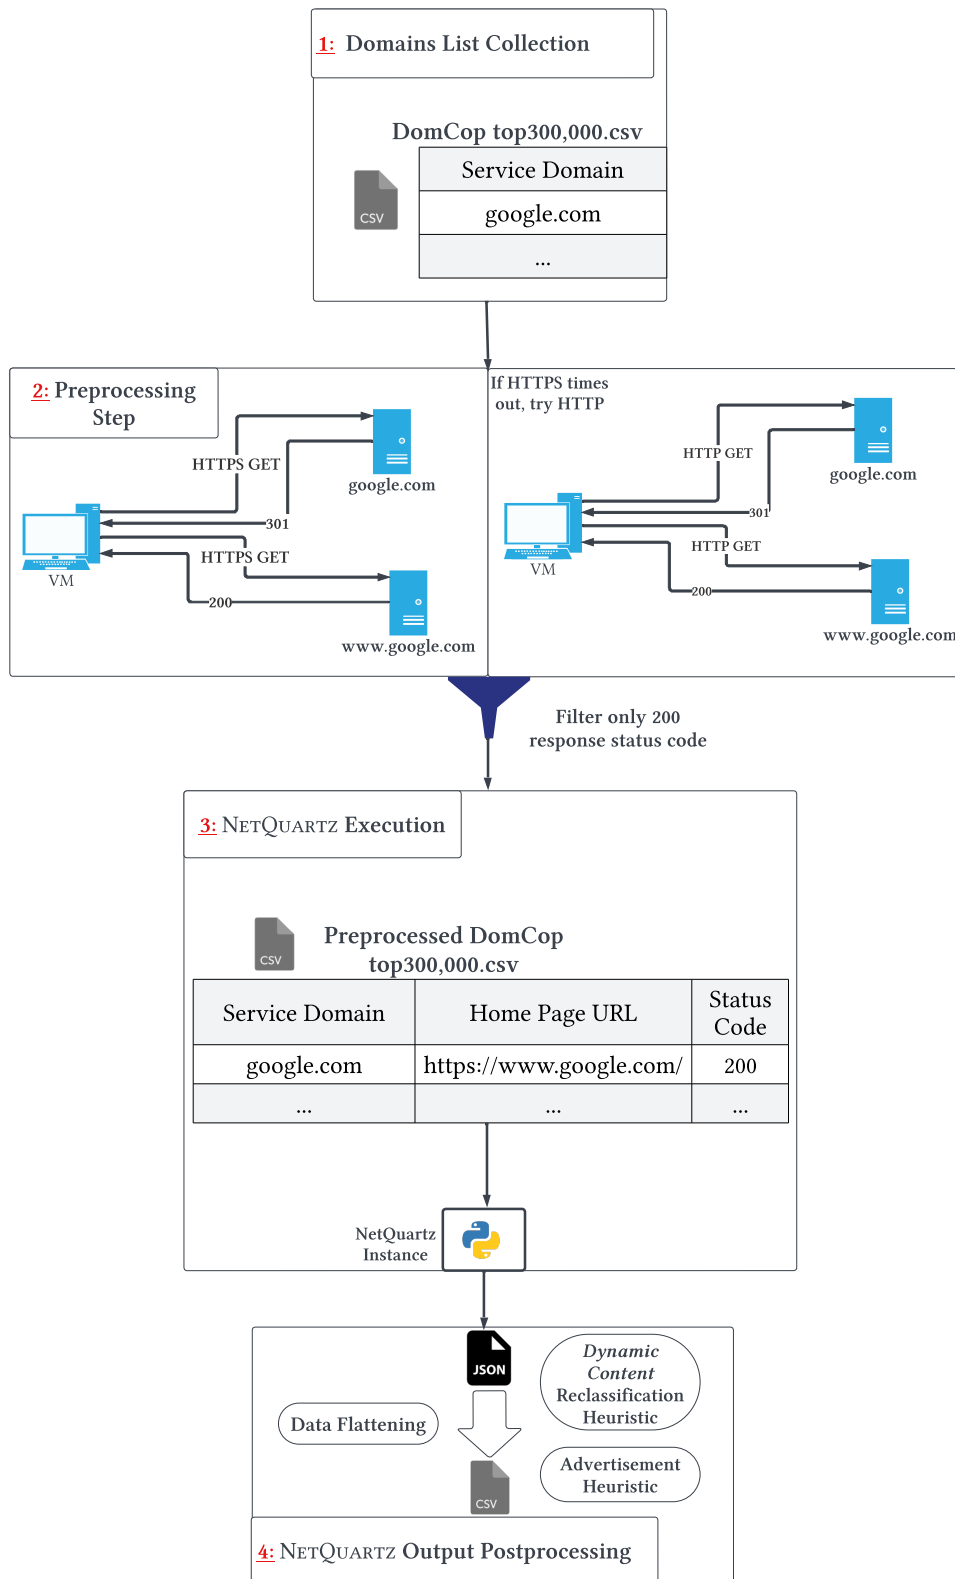 1: Domains List Collection
DomCop top300,000.csv
CSV
Service Domain
google.com
...
2: Preprocessing
Step
HTTPS GET
google.com
301
HTTPS GET
VM
200
www.google.com
If HTTPS times
out, try HTTP
HTTP GET
google.com
301
HTTP GET
VM
200
www.google.com
Filter only 200
response status code
3: NETQUARTZ Execution
CSV
Preprocessed DomCop
top300,000.csv
Service Domain
Home Page URL
Status
Code
google.com
https://www.google.com/
200
...
...
...
NetQuartz
Instance
JSON
Dynamic
Content
Reclassification
Heuristic
Data Flattening
Advertisement
Heuristic
CSV
4: NETQUARTZ Output Postprocessing